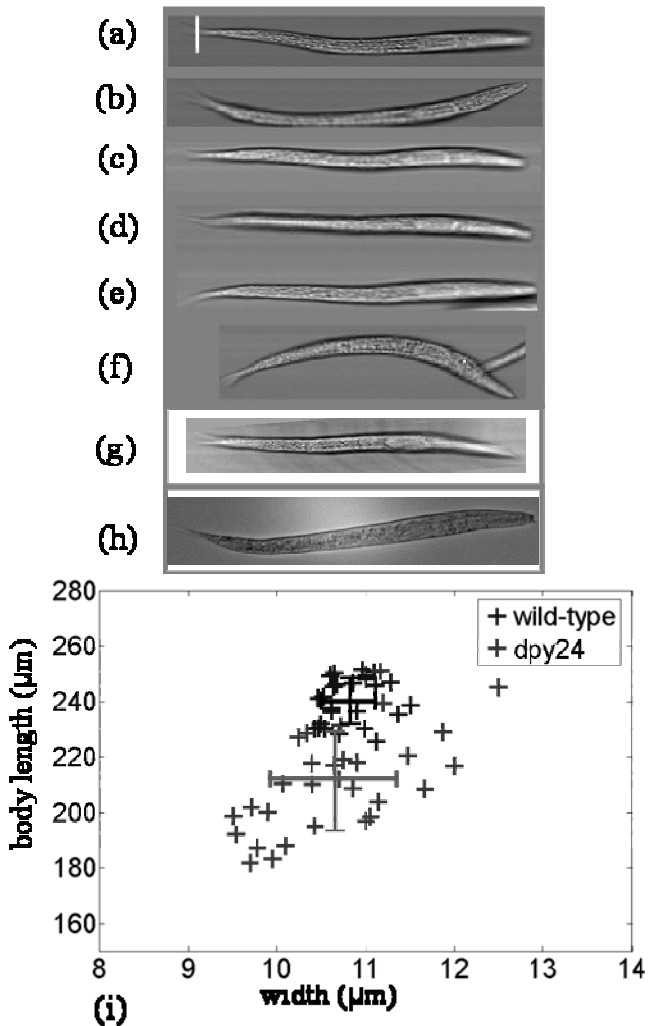 (a)
(b)
(c)
(d)
(e)
(f)
(g)
(h)
280
260
240
220
200
180
160
body length (µm)
wild-type
dpy24
8 9 10 11 12 13 14
width (µm)
(i)